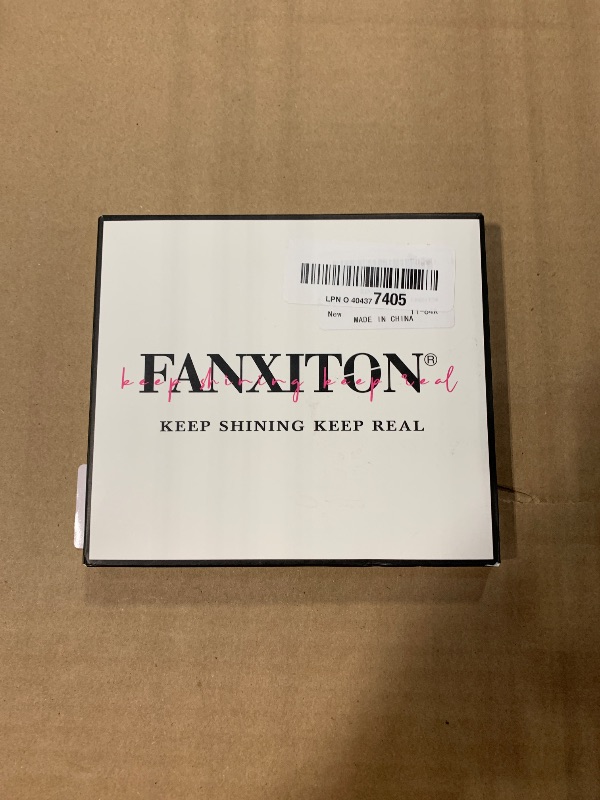 LPN O 40437 7405
New
MADE IN CHINA
FANXITON®
keep shining keep real
KEEP SHINING KEEP REAL